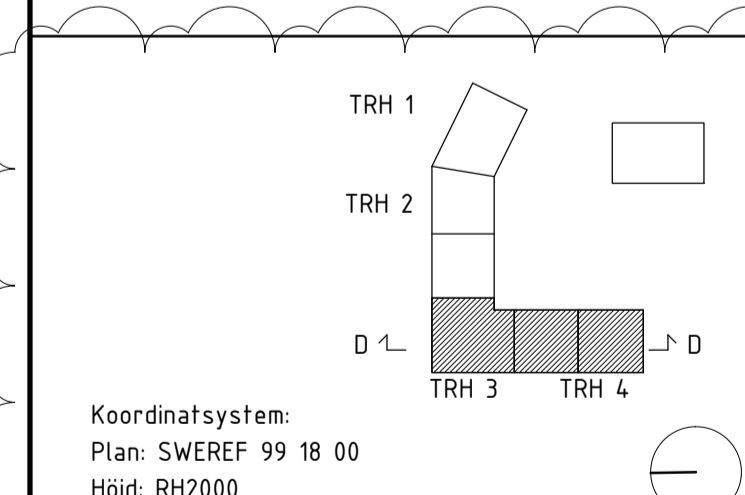 TRH 1
TRH 2
D D
TRH 3 TRH 4
Koordinatsystem:
Plan: SWEREF 99 18 00
Höjd: RH2000